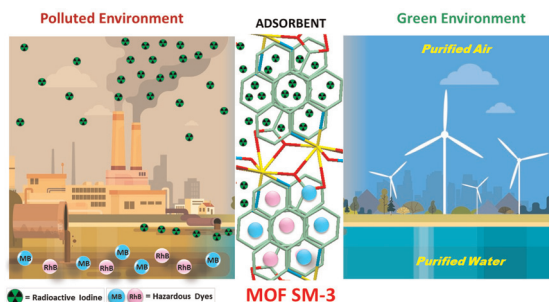 Polluted Environment
ADSORBENT
Green Environment
Purified Air
MB
RhB
MB
MB
RhB
MB
RhB
MB
RhB
Purified Water
= Radioactive Iodine
MB
RhB
= Hazardous Dyes
MOF SM-3